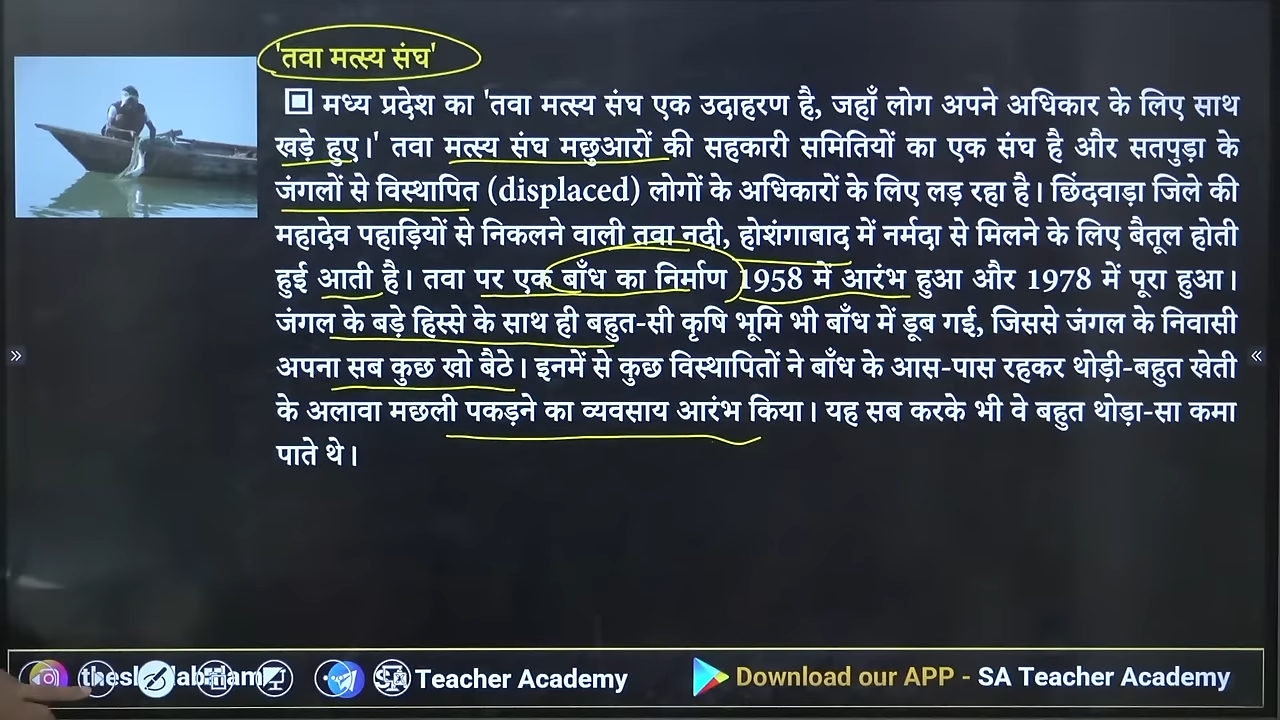 'तवा मत्स्य संघ'
मध्य प्रदेश का 'तवा मत्स्य संघ एक उदाहरण है, जहाँ लोग अपने अधिकार के लिए साथ
खड़े हुए।' तवा मत्स्य संघ मछुआरों की सहकारी समितियों का एक संघ है और सतपुड़ा के
जंगलों से विस्थापित (displaced) लोगों के अधिकारों के लिए लड़ रहा है। छिंदवाड़ा जिले की
महादेव पहाड़ियों से निकलने वाली तवा नदी, होशंगाबाद में नर्मदा से मिलने के लिए बैतूल होती
हुई आती है। तवा पर एक बाँध का निर्माण 1958 में आरंभ हुआ और 1978 में पूरा हुआ।
जंगल के बड़े हिस्से के साथ ही बहुत-सी कृषि भूमि भी बाँध में डूब गई, जिससे जंगल के निवासी
अपना सब कुछ खो बैठे। इनमें से कुछ विस्थापितों ने बाँध के आस-पास रहकर थोड़ी-बहुत खेती
के अलावा मछली पकड़ने का व्यवसाय आरंभ किया। यह सब करके भी वे बहुत थोड़ा-सा कमा
पाते थे।
Teacher Academy
Download our APP - SA Teacher Academy